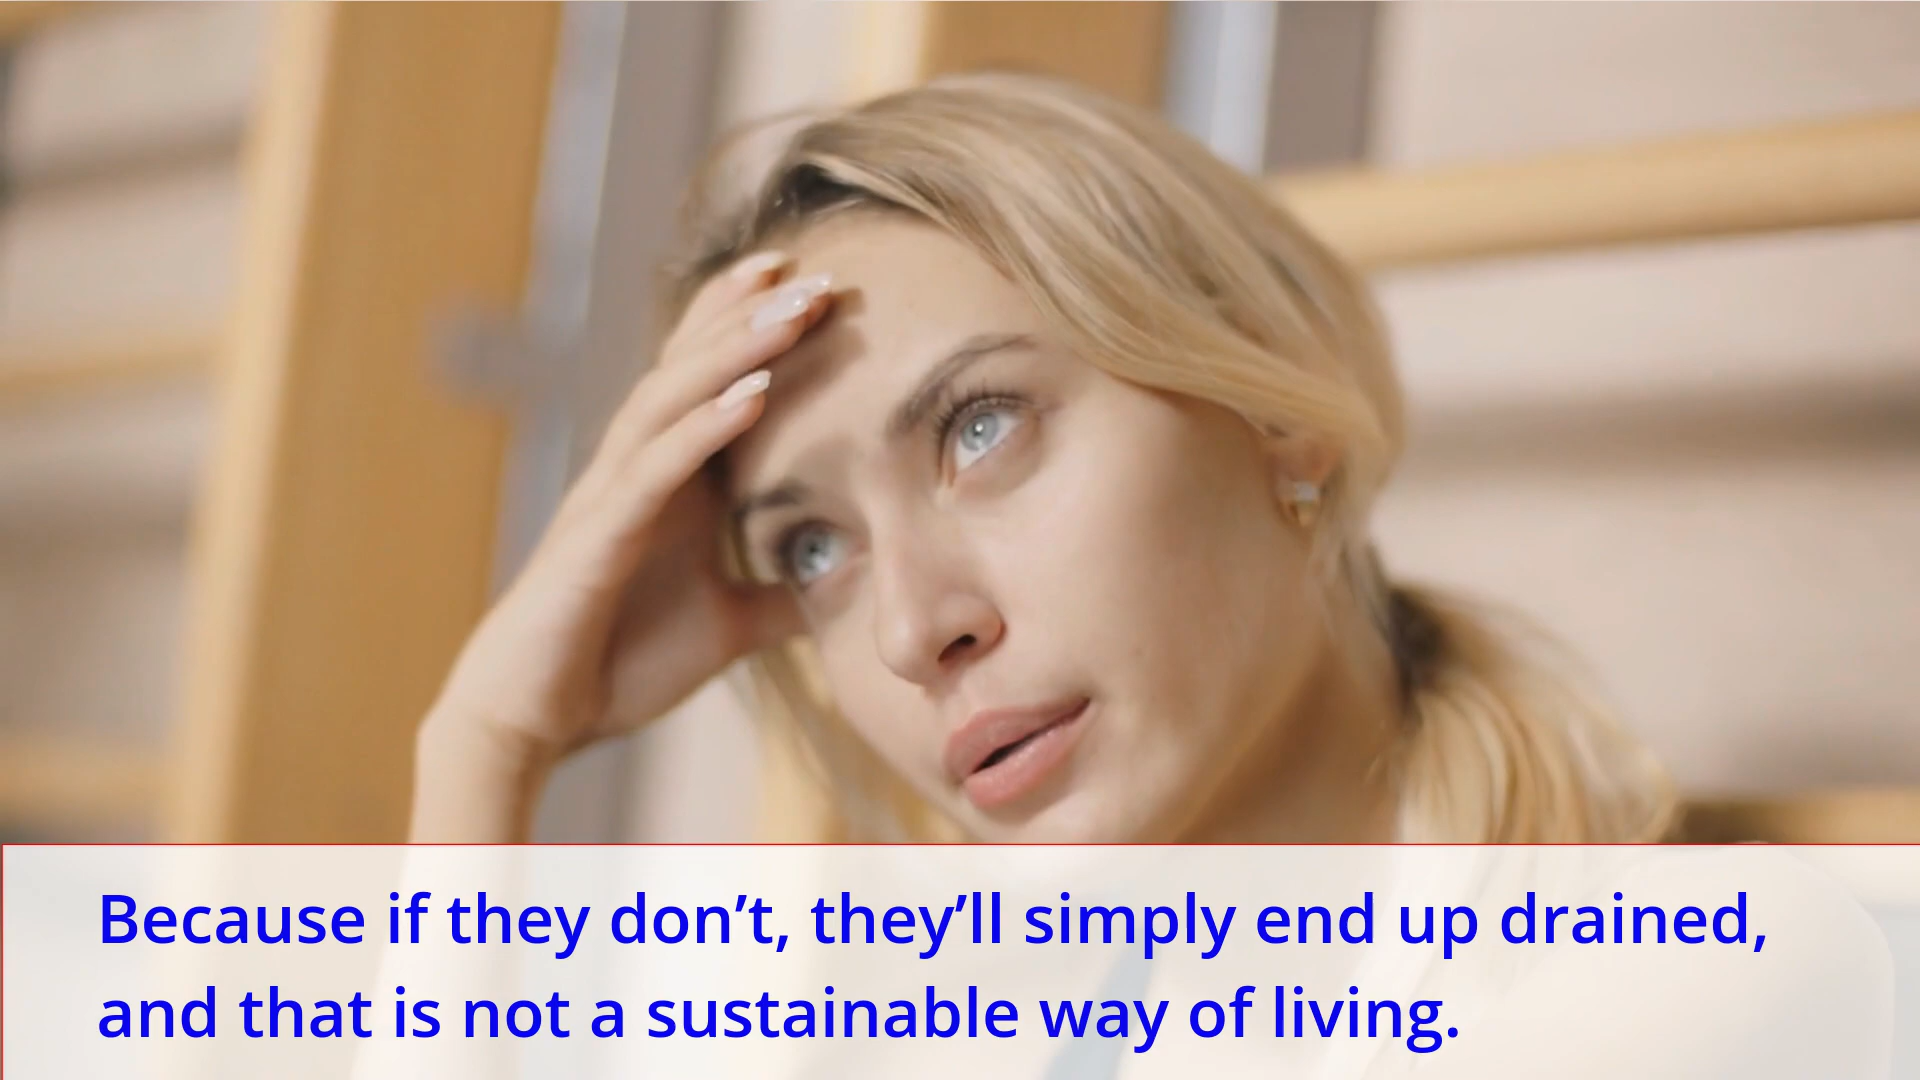 Because if they don’t, they’ll simply end up drained,
and that is not a sustainable way of living.